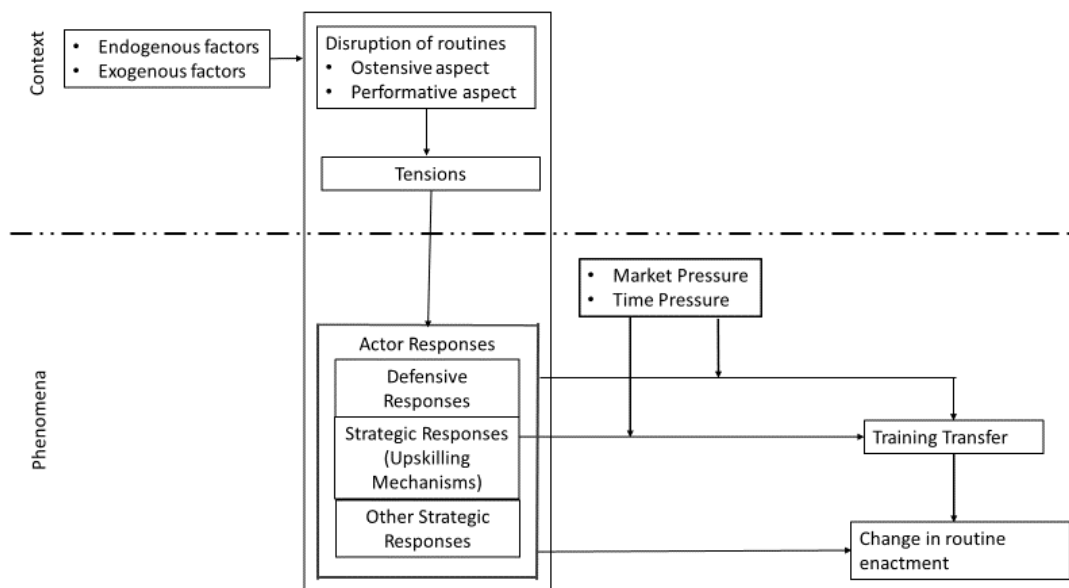 Context
• Endogenous factors
• Exogenous factors
Disruption of routines
• Ostensive aspect
• Performative aspect
Tensions
Phenomena
• Market Pressure
• Time Pressure
Actor Responses
Defensive
Responses
Strategic Responses
(Upskilling
Mechanisms)
Other Strategic
Responses
Training Transfer
Change in routine
enactment